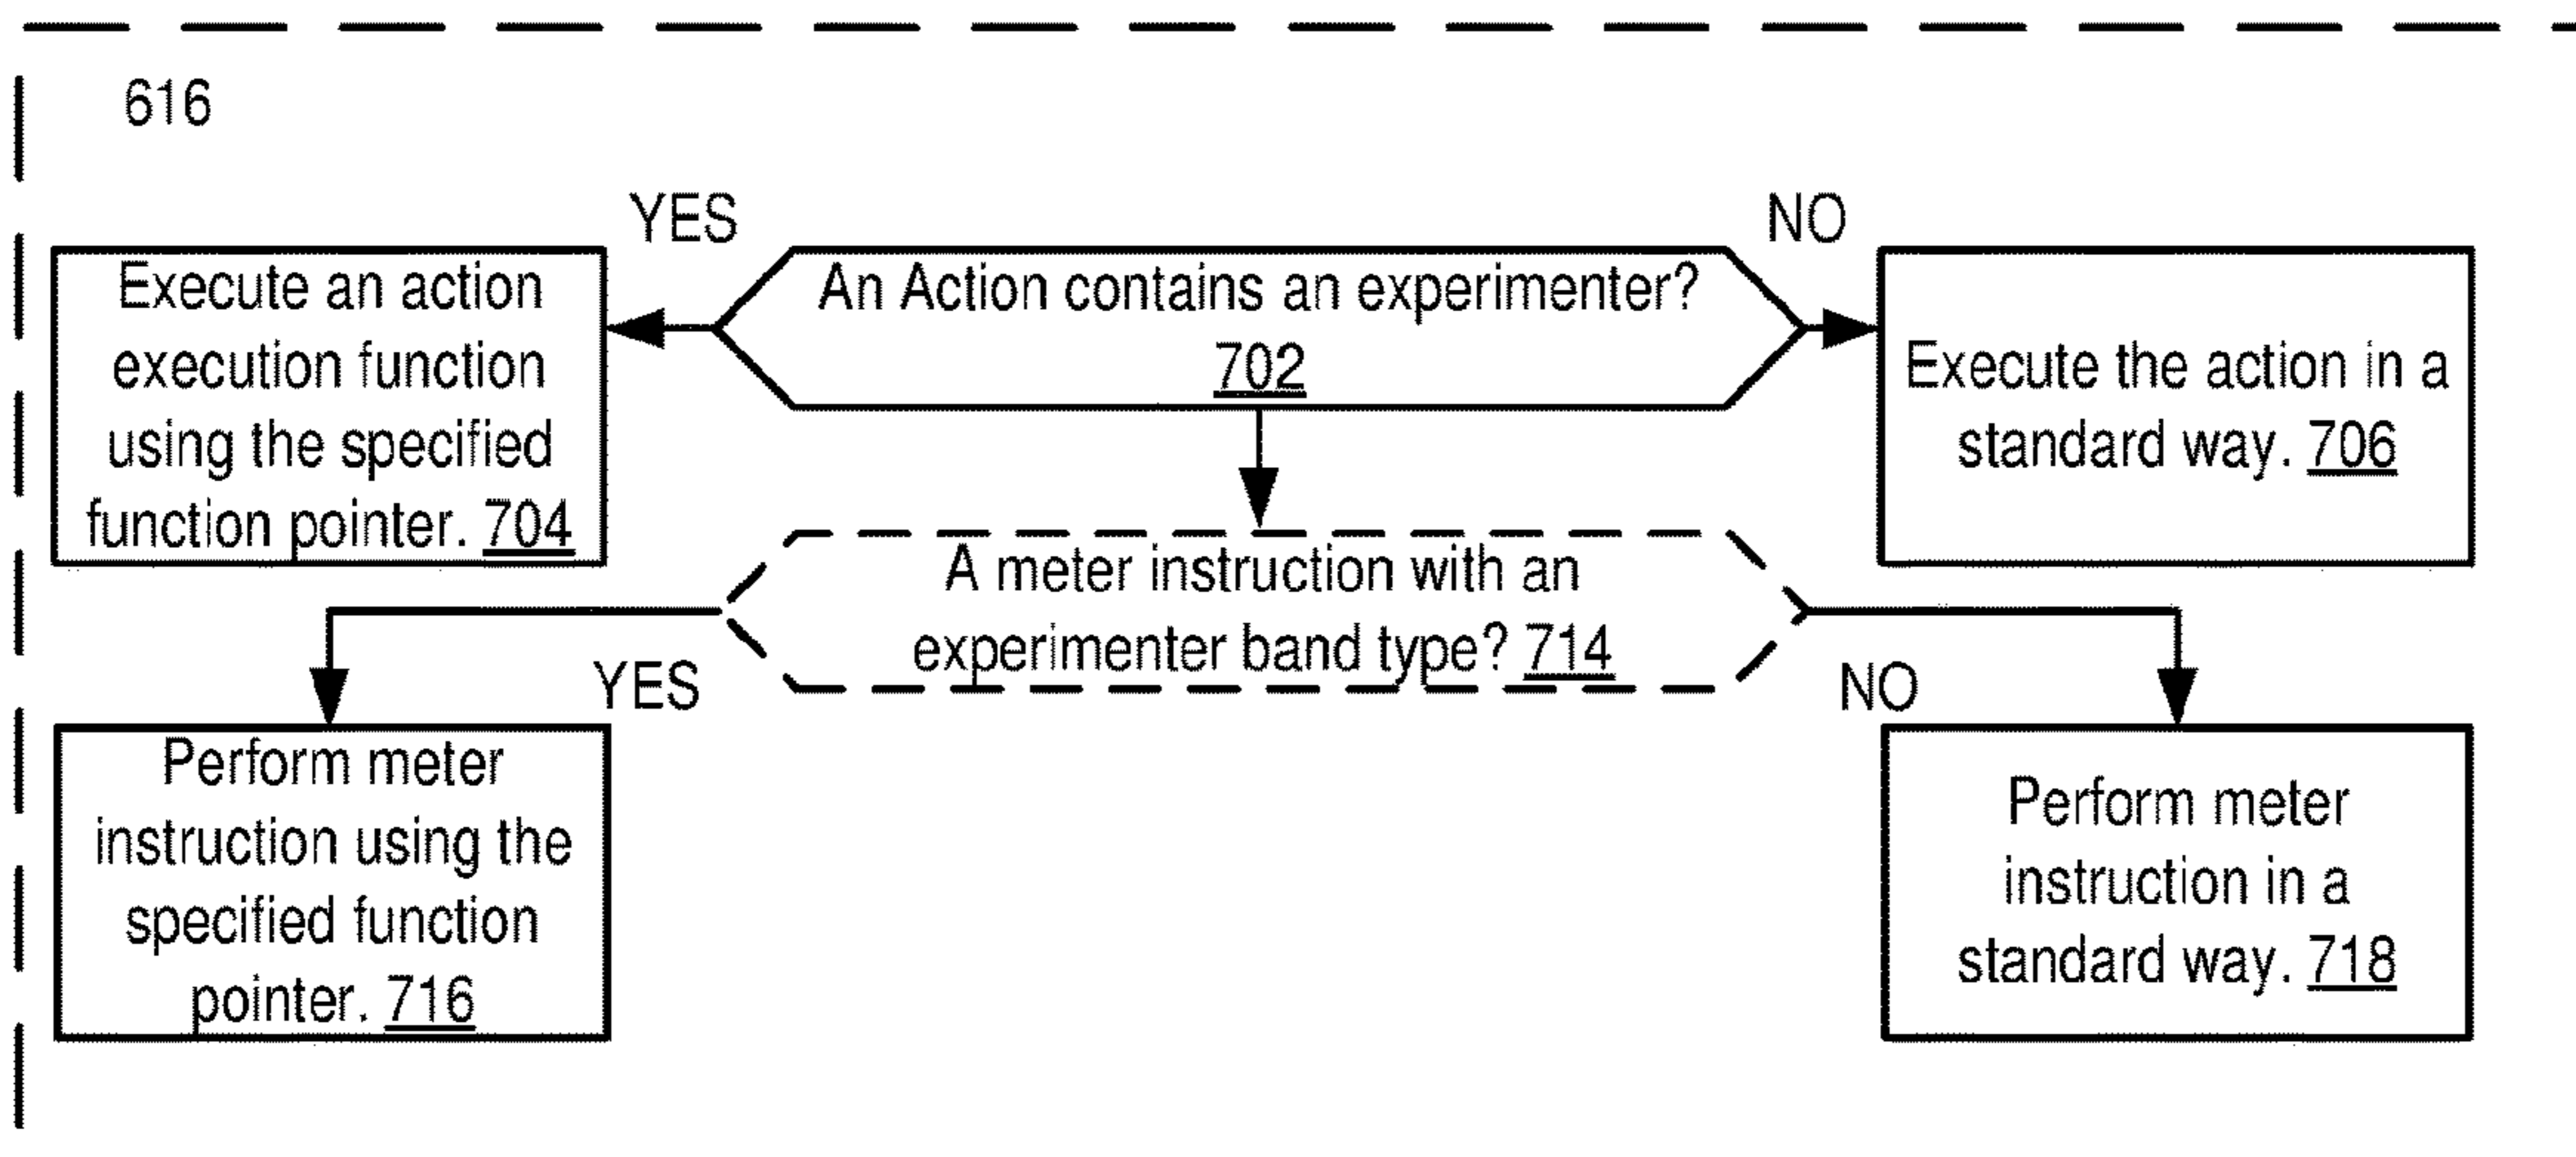 616
YES
NO
Execute an action
execution function
using the specified
function pointer. 704
An Action contains an experimenter?
702
Execute the action in a
standard way. 706
A meter instruction with an
experimenter band type? 714
YES
NO
Perform meter
instruction using the
specified function
pointer. 716
Perform meter
instruction in a
standard way. 718